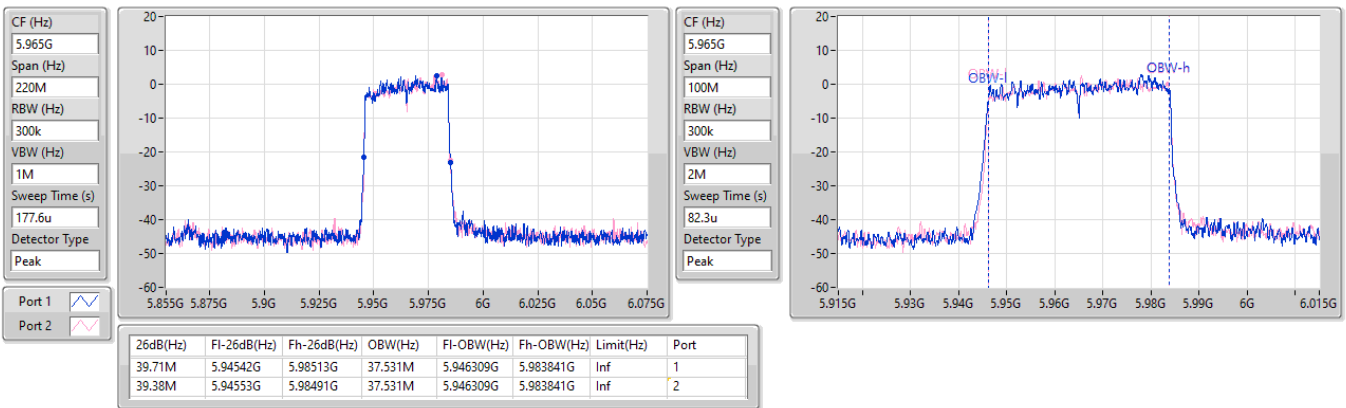 CF (Hz)
5.965G
Span (Hz)
220M
RBW (Hz)
300k
VBW (Hz)
1M
Sweep Time (s)
177.6u
Detector Type
Peak
Port 1
Port 2
20
10
0
-10
-20
-30
-40
-50
-60
5.855G 5.875G 5.9G 5.925G 5.95G 5.975G 6G 6.025G 6.05G 6.075G
CF (Hz)
5.965G
Span (Hz)
100M
RBW (Hz)
300k
VBW (Hz)
2M
Sweep Time (s)
82.3u
Detector Type
Peak
20
10
0
-10
-20
-30
-40
-50
-60
OBW-l
OBW-h
5.915G 5.93G 5.94G 5.95G 5.96G 5.97G 5.98G 5.99G 6G 6.015G
26dB(Hz) Fl-26dB(Hz) Fh-26dB(Hz) OBW(Hz) Fl-OBW(Hz) Fh-OBW(Hz) Limit(Hz) Port
39.71M 5.94542G 5.98513G 37.531M 5.946309G 5.983841G Inf 1
39.38M 5.94553G 5.98491G 37.531M 5.946309G 5.983841G Inf 2